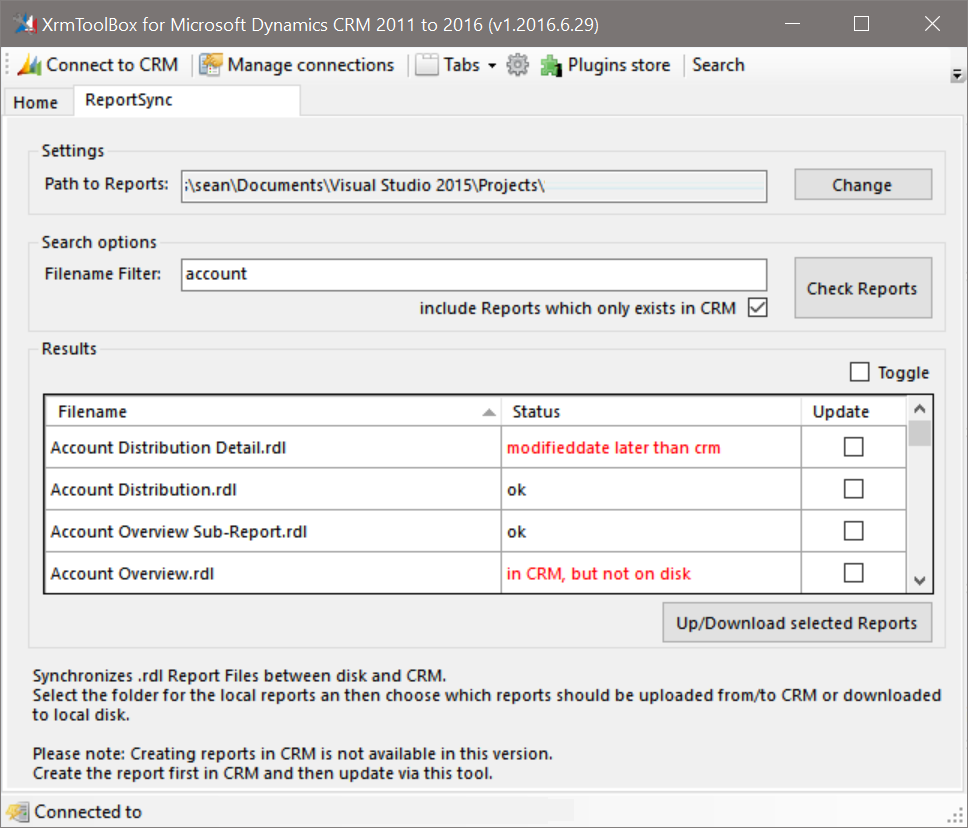 XrmToolBox for Microsoft Dynamics CRM 2011 to 2016 (v1.2016.6.29)
Connect to CRM Manage connections Tabs Plugins store Search
Home ReportSync
Settings
Path to Reports: \sean\Documents\Visual Studio 2015\Projects\ Change
Search options
Filename Filter: account Check Reports
include Reports which only exists in CRM
Results
Toggle
Filename Status Update
Account Distribution Detail.rdl modifieddate later than crm
Account Distribution.rdl ok
Account Overview Sub-Report.rdl ok
Account Overview.rdl in CRM, but not on disk
Up/Download selected Reports
Synchronizes .rdl Report Files between disk and CRM.
Select the folder for the local reports an then choose which reports should be uploaded from/to CRM or downloaded
to local disk.
Please note: Creating reports in CRM is not available in this version.
Create the report first in CRM and then update via this tool.
Connected to